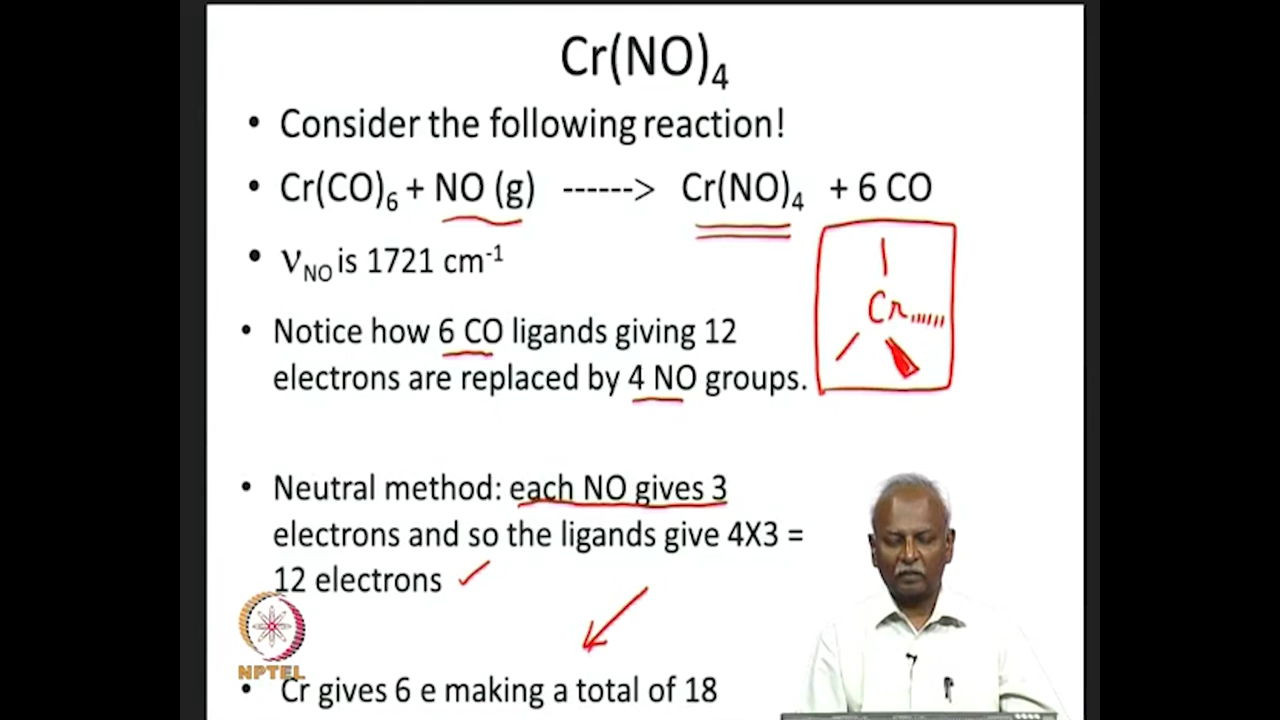 Cr(NO)₄
• Consider the following reaction!
• Cr(CO)₆ + NO (g) ------> Cr(NO)₄ + 6 CO
• νNO is 1721 cm⁻¹
Cr
• Notice how 6 CO ligands giving 12
electrons are replaced by 4 NO groups.
• Neutral method: each NO gives 3
electrons and so the ligands give 4X3 =
12 electrons
NPTEL
• Cr gives 6 e making a total of 18